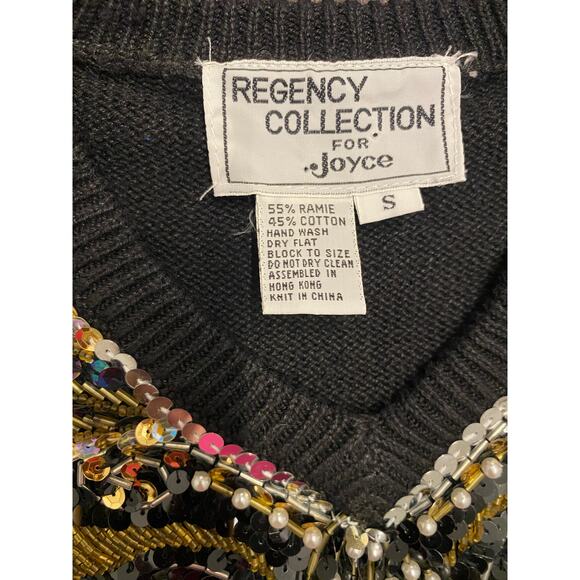 REGENCY
COLLECTION
FOR
Joyce
S
55% RAMIE
45% COTTON
HAND WASH
DRY FLAT
BLOCK TO SIZE
DO NOT DRY CLEAN
ASSEMBLED IN
HONG KONG
KNIT IN CHINA